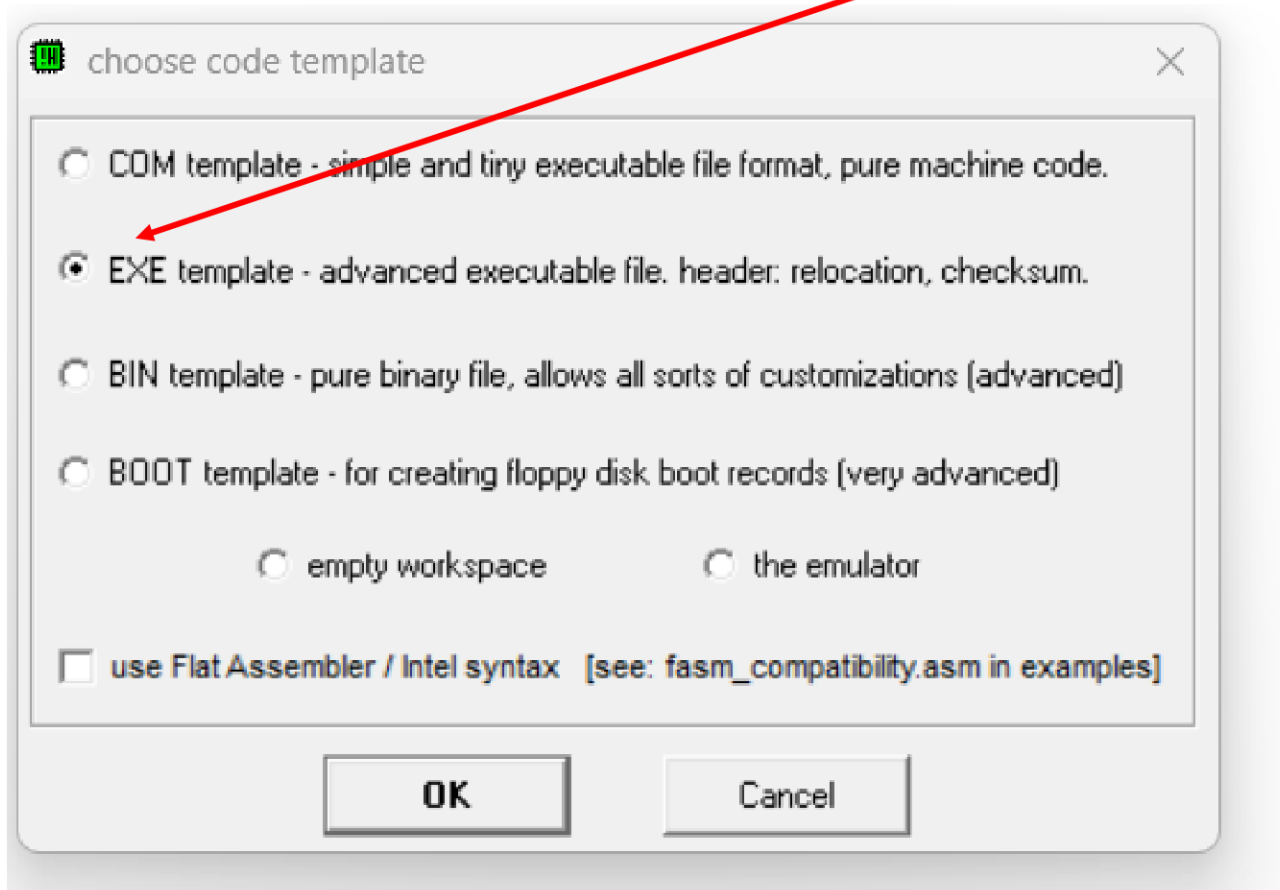 choose code template
COM template - simple and tiny executable file format, pure machine code.
EXE template - advanced executable file. header: relocation, checksum.
BIN template - pure binary file, allows all sorts of customizations (advanced)
BOOT template - for creating floppy disk boot records (very advanced)
empty workspace the emulator
use Flat Assembler / Intel syntax [see: fasm_compatibility.asm in examples]
OK Cancel